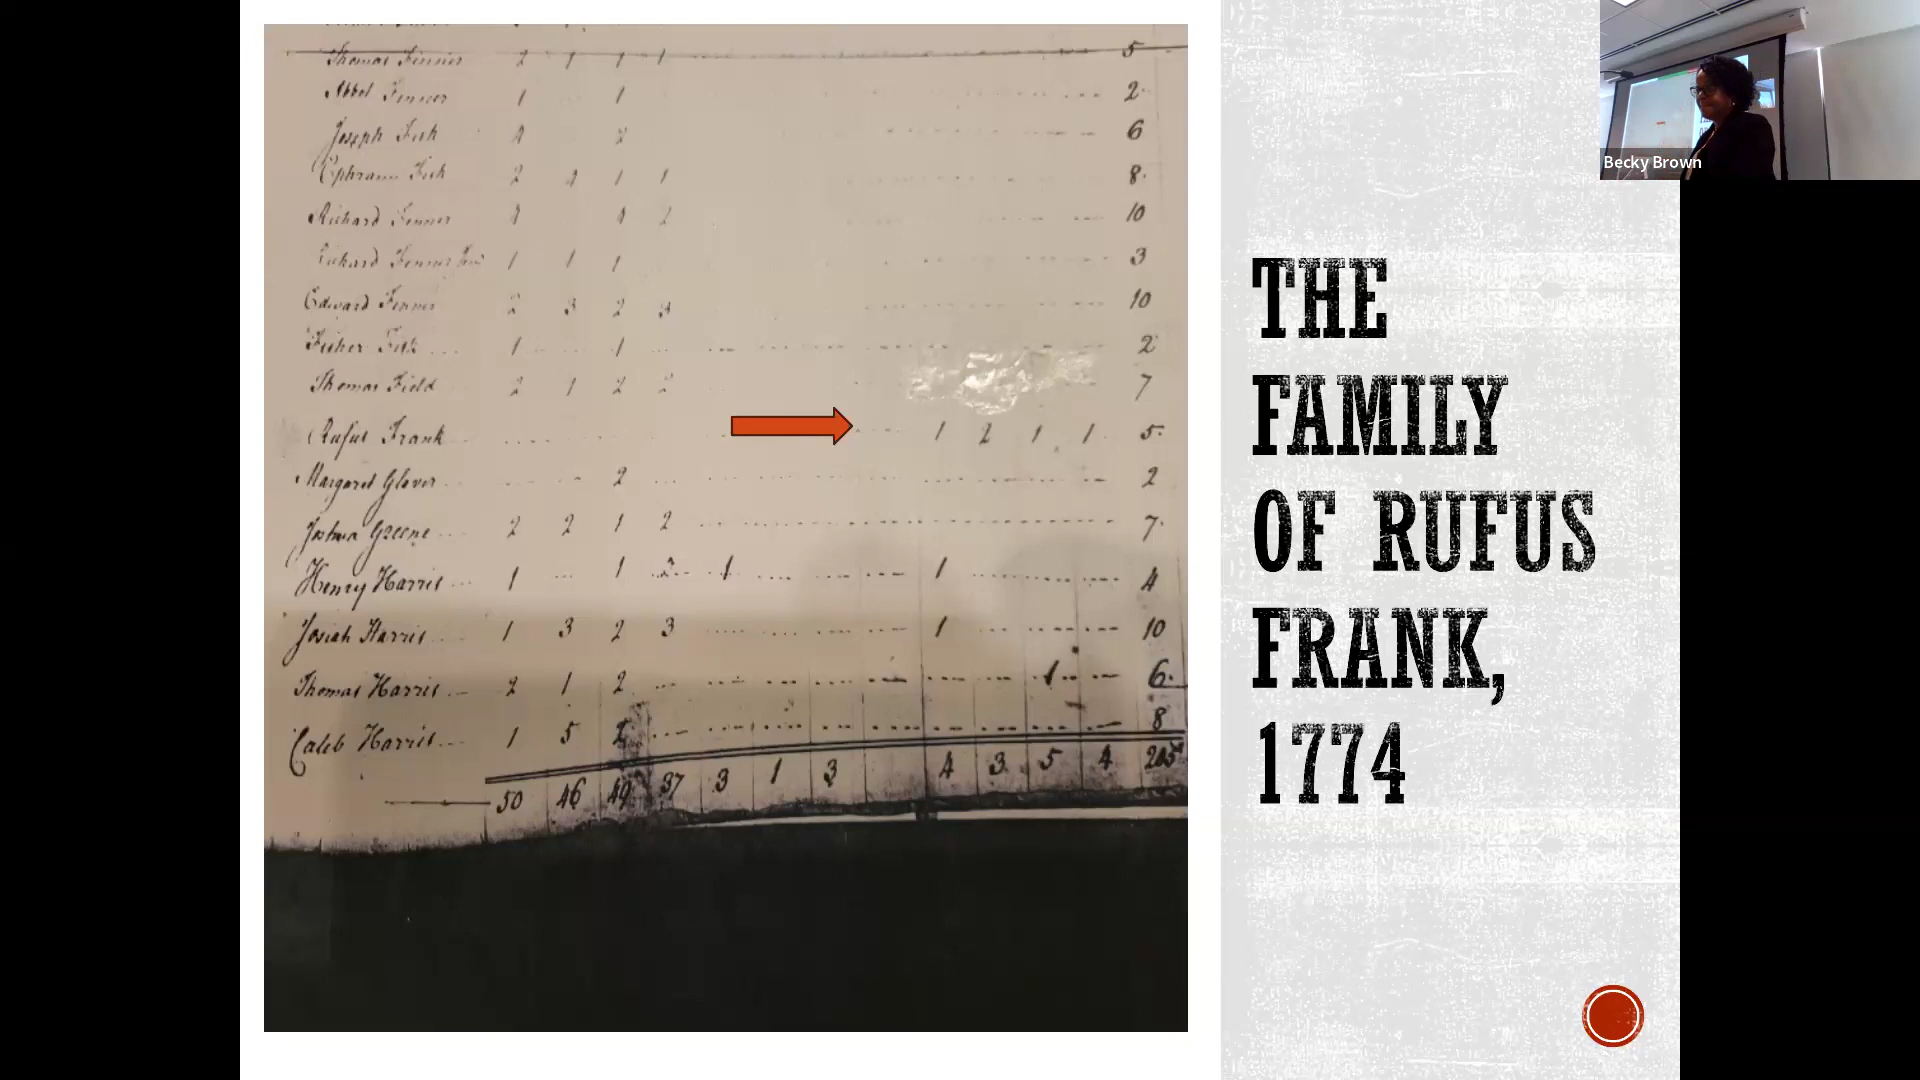 Thomas Fenner 2 1 1 1 5
Abbel Fenner 1 1 2
Joseph Fisk 4 2 6
Ephraim Fisk 2 4 1 1 8
Richard Fenner 4 4 2 10
Richard Fenner 1 1 1 3
Edward Fenner 2 3 2 3 10
Fisher Fisk 1 1 2
Thomas Field 2 1 2 2 7
Rufus Frank 1 2 1 1 5
Margaret Glover 2 2
Joshua Greene 2 2 1 2 7
Henry Harris 1 1 1 1 4
Josiah Harris 1 3 2 3 1 10
Thomas Harris 2 1 2 1 6
Caleb Harris 1 5 2 8
50 46 49 37 3 1 3 4 3 5 4 205
THE
FAMILY
OF RUFUS
FRANK,
1774
Becky Brown